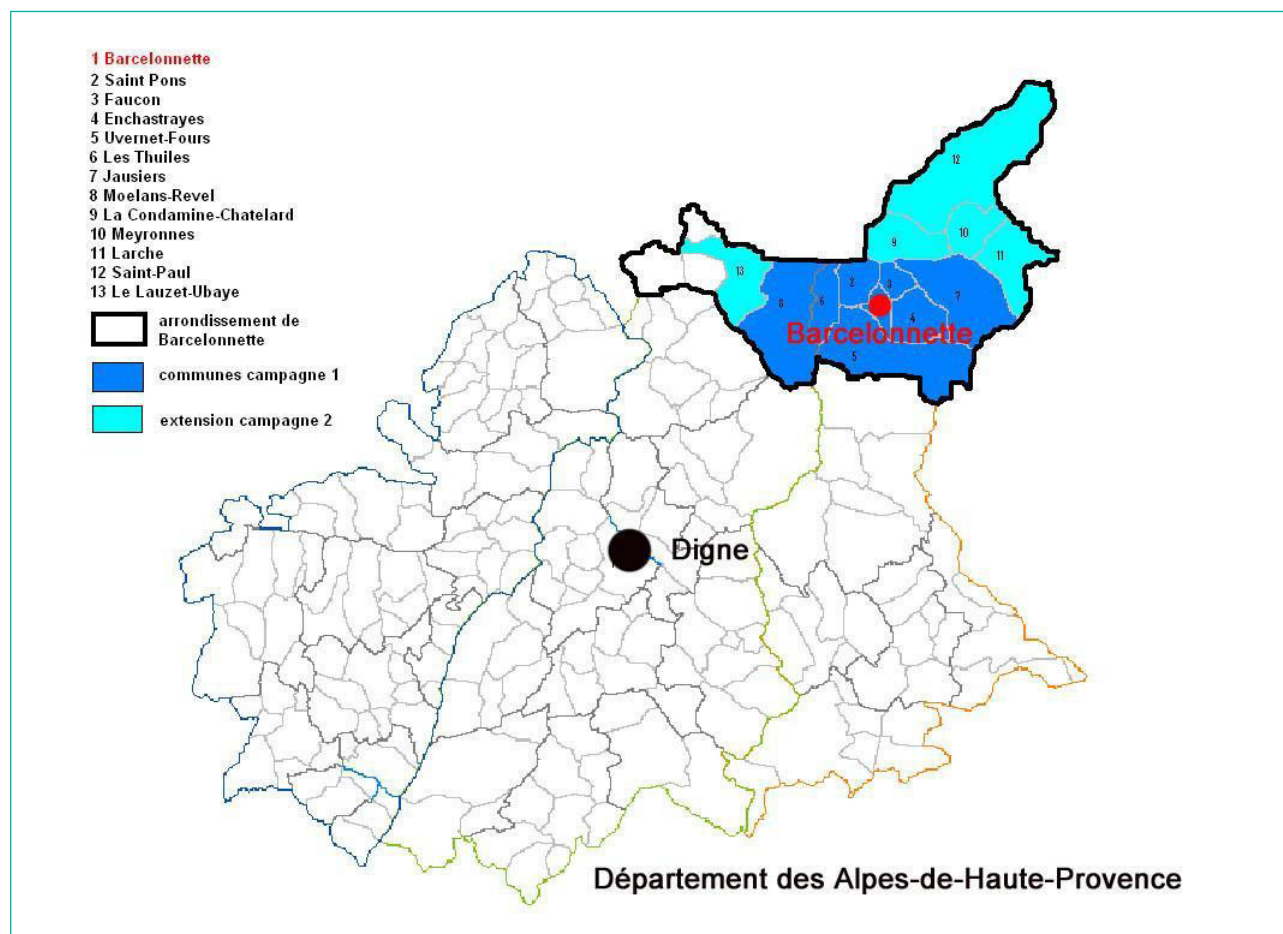 1 Barcelonnette
2 Saint Pons
3 Faucon
4 Enchastrayes
5 Uvernet-Fours
6 Les Thuiles
7 Jausiers
8 Moelans-Revel
9 La Condamine-Chatelard
10 Meyronnes
11 Larche
12 Saint-Paul
13 Le Lauzet-Ubaye
arrondissement de
Barcelonnette
communes campagne 1
extension campagne 2
12
10
9
11
13
2
3
7
8
6
4
Barcelonnette
5
Digne
Département des Alpes-de-Haute-Provence